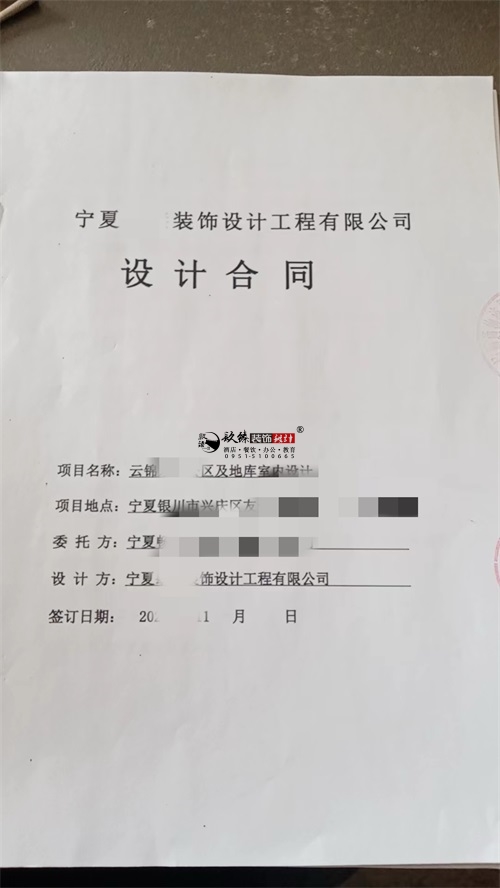 宁夏 装饰设计工程有限公司
设计合同
装饰设计®
酒店·餐饮·办公·教育
0951-5100665
项目名称：云锦 区及地库室内设计
项目地点：宁夏银川市兴庆区友
委托方：宁夏
设计方：宁夏 饰设计工程有限公司
签订日期：20 11 月 日